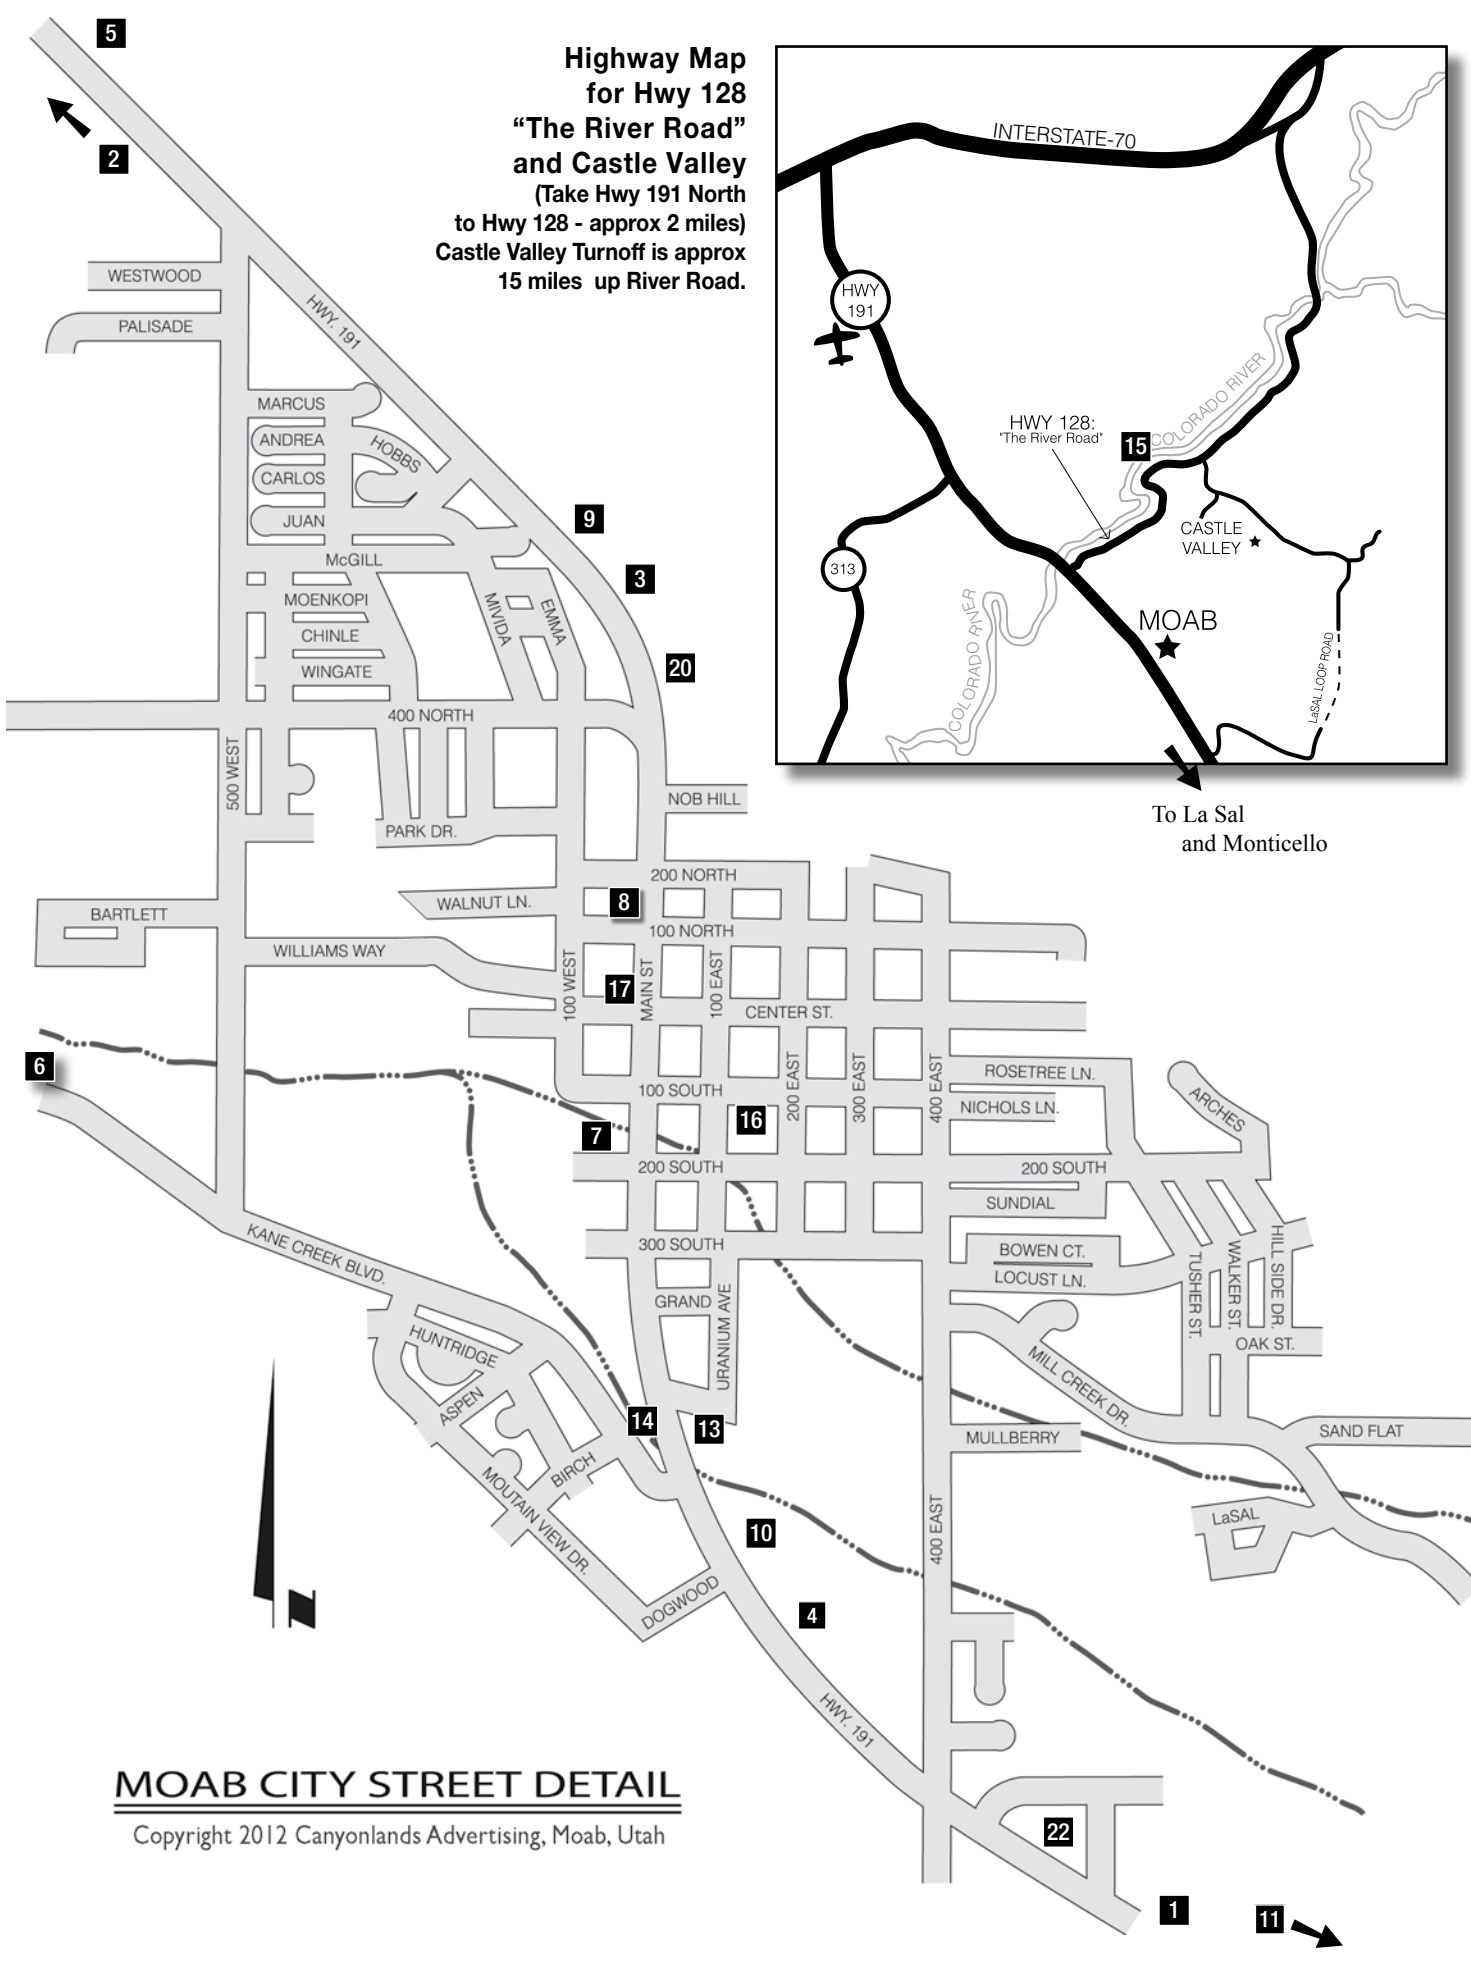 5
2
Highway Map
for Hwy 128
“The River Road”
and Castle Valley
(Take Hwy 191 North
to Hwy 128 - approx 2 miles)
Castle Valley Turnoff is approx
15 miles up River Road.
INTERSTATE-70
HWY
191
COLORADO RIVER
HWY 128:
"The River Road"
15
CASTLE
VALLEY
313
MOAB
COLORADO RIVER
LaSAL LOOP ROAD
To La Sal
and Monticello
WESTWOOD
PALISADE
HWY. 191
MARCUS
ANDREA
HOBBS
CARLOS
JUAN
9
McGILL
3
MOENKOPI
MIVIDA
EMMA
CHINLE
WINGATE
20
400 NORTH
500 WEST
NOB HILL
PARK DR.
200 NORTH
WALNUT LN.
8
BARTLETT
100 NORTH
WILLIAMS WAY
100 WEST
17
MAIN ST
100 EAST
CENTER ST.
6
200 EAST
300 EAST
400 EAST
ROSETREE LN.
100 SOUTH
NICHOLS LN.
ARCHES
16
7
200 SOUTH
200 SOUTH
SUNDIAL
KANE CREEK BLVD.
300 SOUTH
BOWEN CT.
LOCUST LN.
TUSHER ST.
WALKER ST.
HILL SIDE DR.
GRAND
URANIUM AVE
HUNTRIDGE
OAK ST.
MILL CREEK DR.
ASPEN
14
13
MULLBERRY
SAND FLAT
BIRCH
MOUTAIN VIEW DR.
LaSAL
10
400 EAST
DOGWOOD
4
HWY. 191
N
MOAB CITY STREET DETAIL
Copyright 2012 Canyonlands Advertising, Moab, Utah
22
1
11